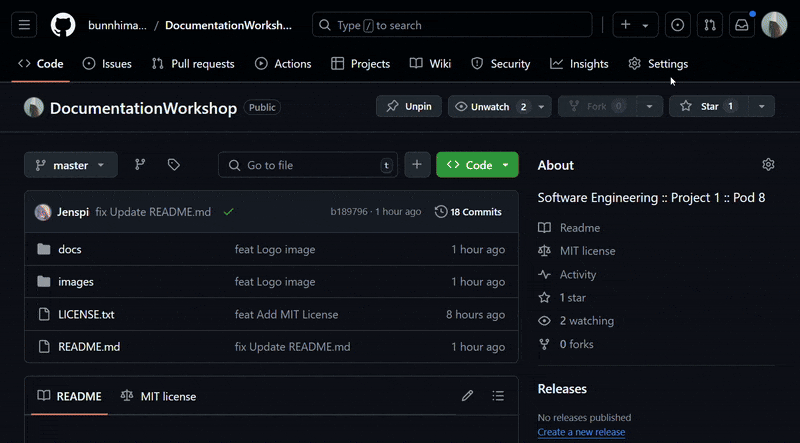 bunnhima... / DocumentationWorksh...
Type / to search
Code Issues Pull requests Actions Projects Wiki Security Insights Settings
DocumentationWorkshop Public
Unpin Unwatch 2 Fork 0 Star 1
master Go to file t Code
About
Software Engineering :: Project 1 :: Pod 8
Jenspi fix Update README.md b189796 · 1 hour ago 18 Commits
docs feat Logo image 1 hour ago
images feat Logo image 1 hour ago
LICENSE.txt feat Add MIT License 8 hours ago
README.md fix Update README.md 1 hour ago
Readme
MIT license
Activity
1 star
2 watching
0 forks
README MIT license
Releases
No releases published
Create a new release